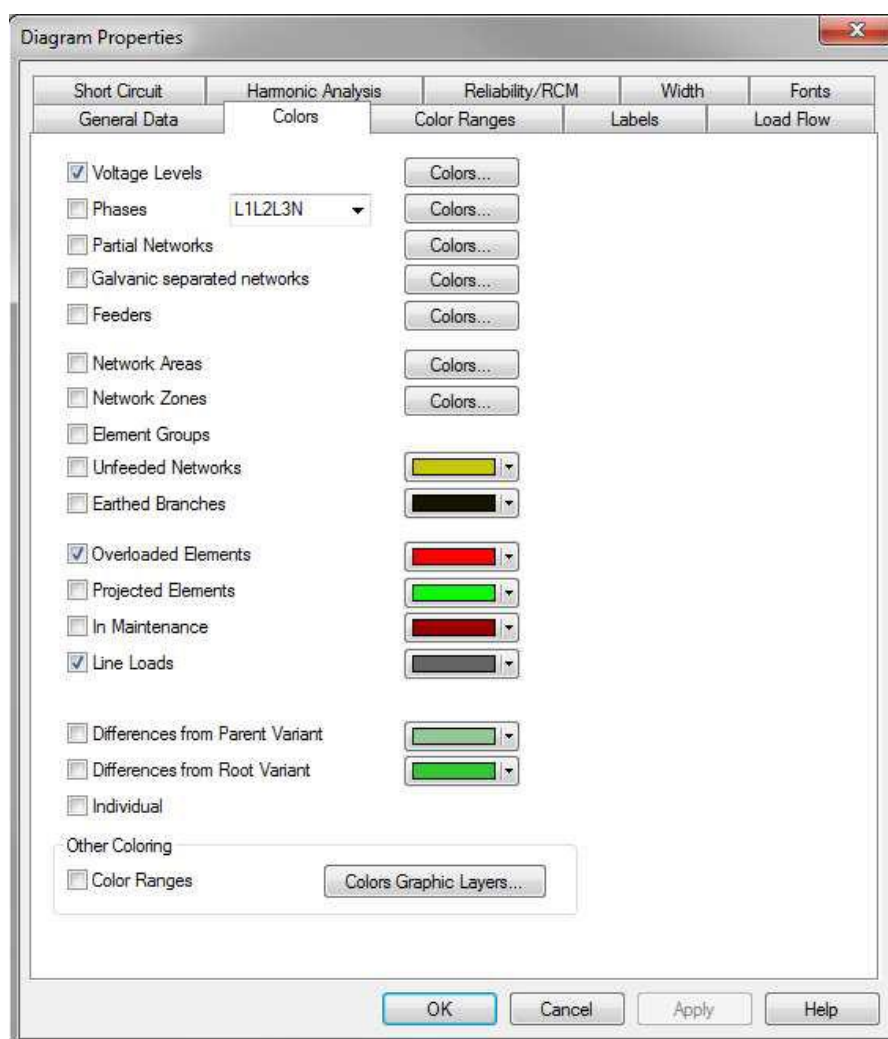 Diagram Properties
Short Circuit Harmonic Analysis Reliability/RCM Width Fonts
General Data Colors Color Ranges Labels Load Flow
Voltage Levels Colors...
Phases L1L2L3N Colors...
Partial Networks Colors...
Galvanic separated networks Colors...
Feeders Colors...
Network Areas Colors...
Network Zones Colors...
Element Groups
Unfeeded Networks
Earthed Branches
Overloaded Elements
Projected Elements
In Maintenance
Line Loads
Differences from Parent Variant
Differences from Root Variant
Individual
Other Coloring
Color Ranges Colors Graphic Layers...
OK Cancel Apply Help